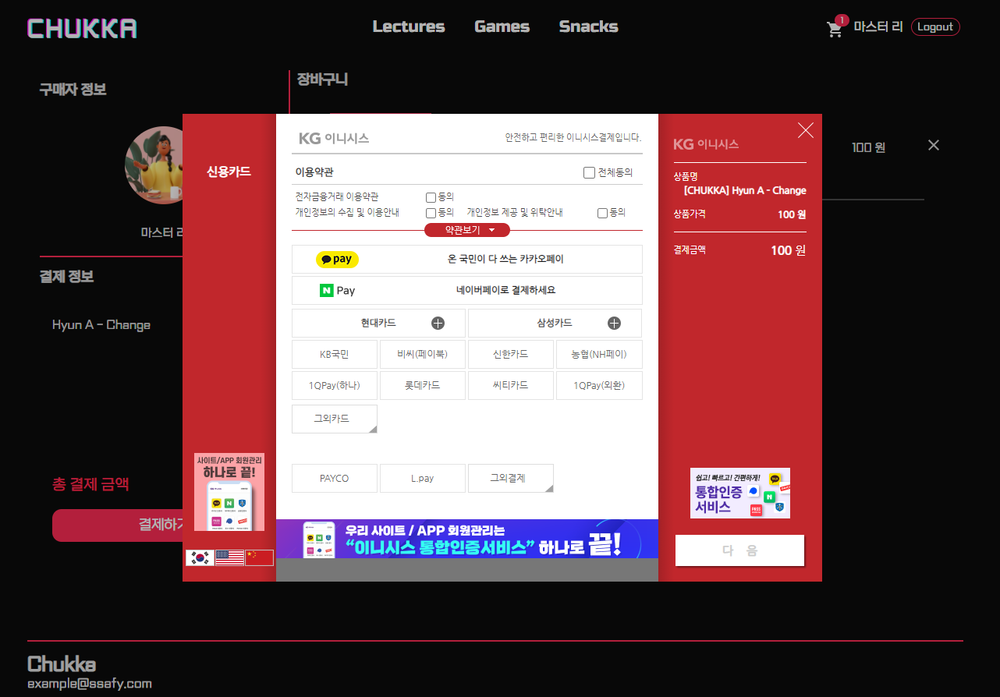 CHUKKA
Lectures Games Snacks
1
마스터 리 Logout
구매자 정보
장바구니
마스터 리
결제 정보
Hyun A - Change
총 결제 금액
결제하기
100 원
신용카드
사이트/APP 회원관리
하나로 끝!
KG 이니시스
안전하고 편리한 이니시스결제입니다.
이용약관
전체동의
전자금융거래 이용약관 동의
개인정보의 수집 및 이용안내 동의 개인정보 제공 및 위탁안내 동의
약관보기
pay 온 국민이 다 쓰는 카카오페이
N Pay 네이버페이로 결제하세요
현대카드 삼성카드
KB국민 비씨(페이북) 신한카드 농협(NH페이)
1QPay(하나) 롯데카드 씨티카드 1QPay(외환)
그외카드
PAYCO L.pay 그외결제
우리 사이트 / APP 회원관리는
“이니시스 통합인증서비스” 하나로 끝!
KG 이니시스
상품명
[CHUKKA] Hyun A - Change
상품가격 100 원
결제금액 100 원
쉽고! 빠르고! 간편하게!
통합인증
서비스
PASS
다 음
Chukka
example@ssafy.com